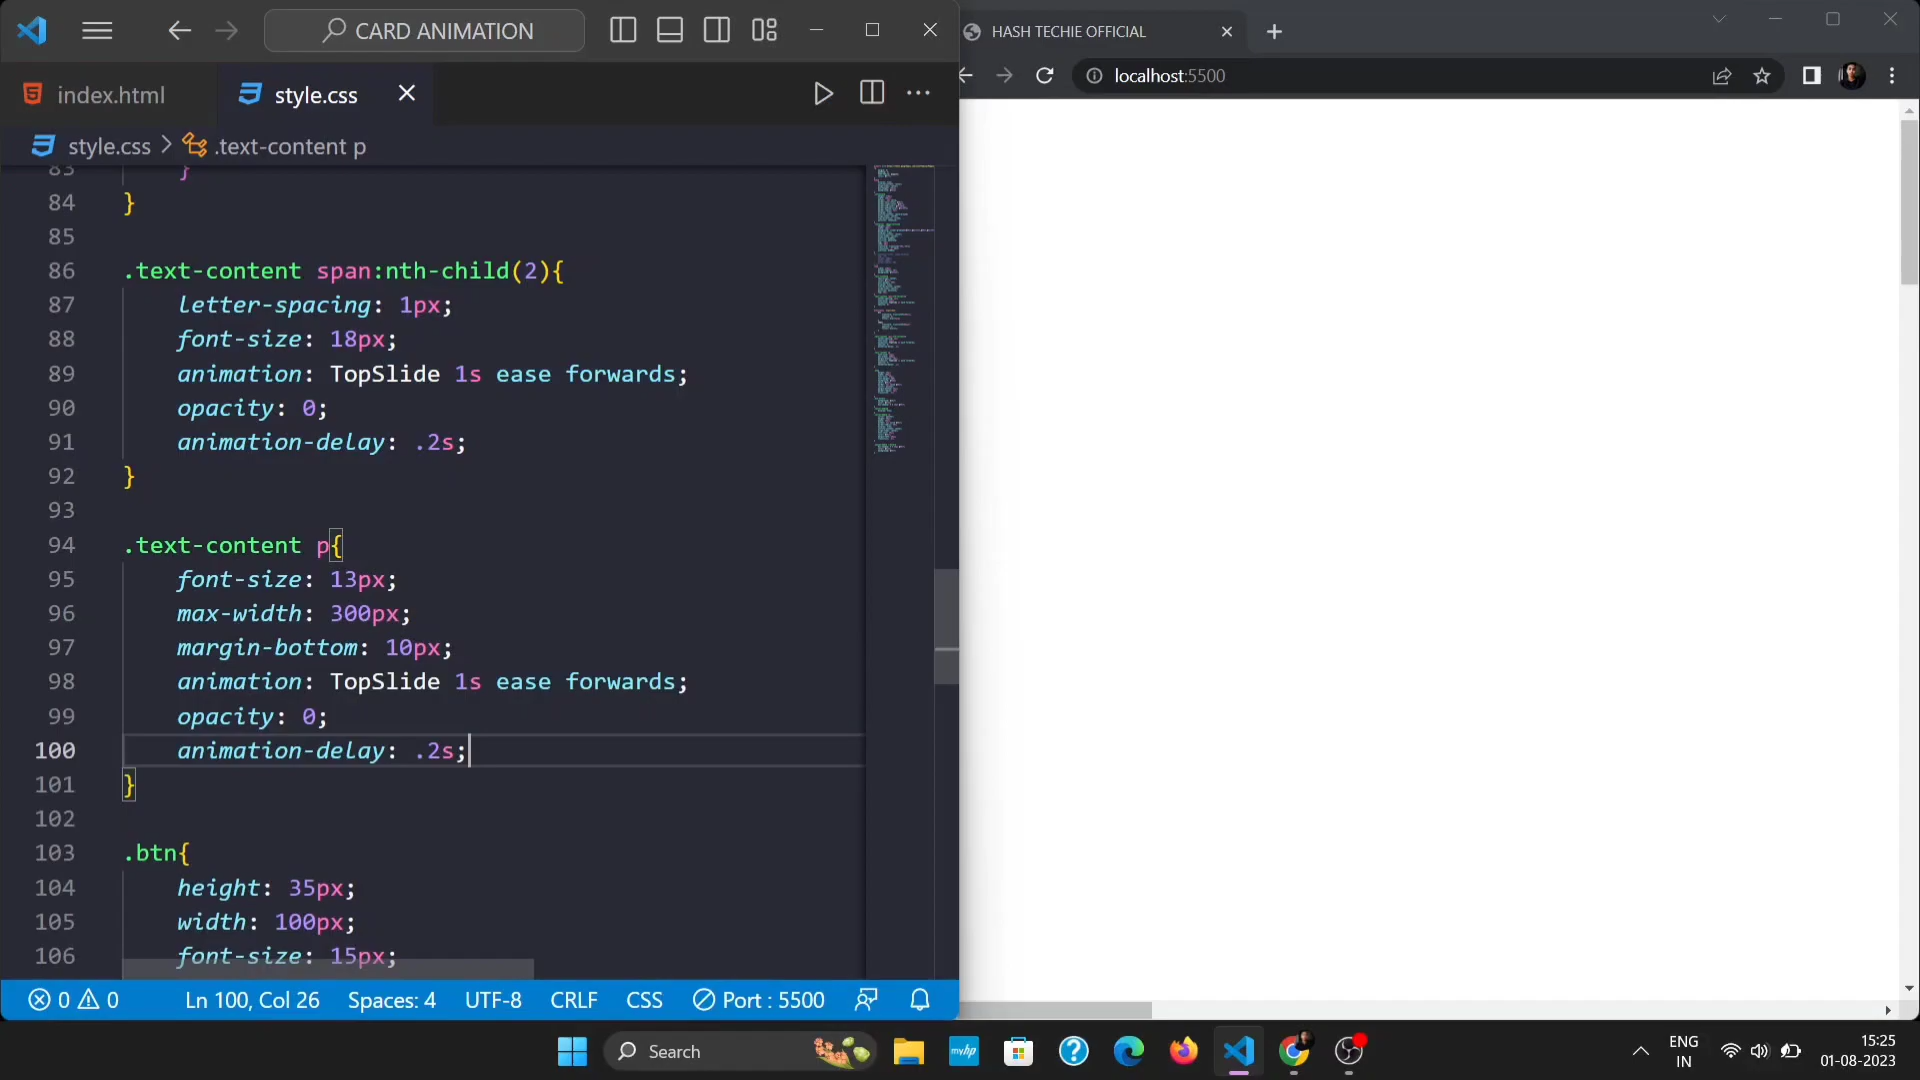 CARD ANIMATION
HASH TECHIE OFFICIAL
index.html
style.css
localhost:5500
style.css > .text-content p
83 }
84 }
85
86 .text-content span:nth-child(2){
87 letter-spacing: 1px;
88 font-size: 18px;
89 animation: TopSlide 1s ease forwards;
90 opacity: 0;
91 animation-delay: .2s;
92 }
93
94 .text-content p{
95 font-size: 13px;
96 max-width: 300px;
97 margin-bottom: 10px;
98 animation: TopSlide 1s ease forwards;
99 opacity: 0;
100 animation-delay: .2s;
101 }
102
103 .btn{
104 height: 35px;
105 width: 100px;
106 font-size: 15px;
0 0 Ln 100, Col 26 Spaces: 4 UTF-8 CRLF CSS Port : 5500
Search
myhp
ENG
IN
15:25
01-08-2023